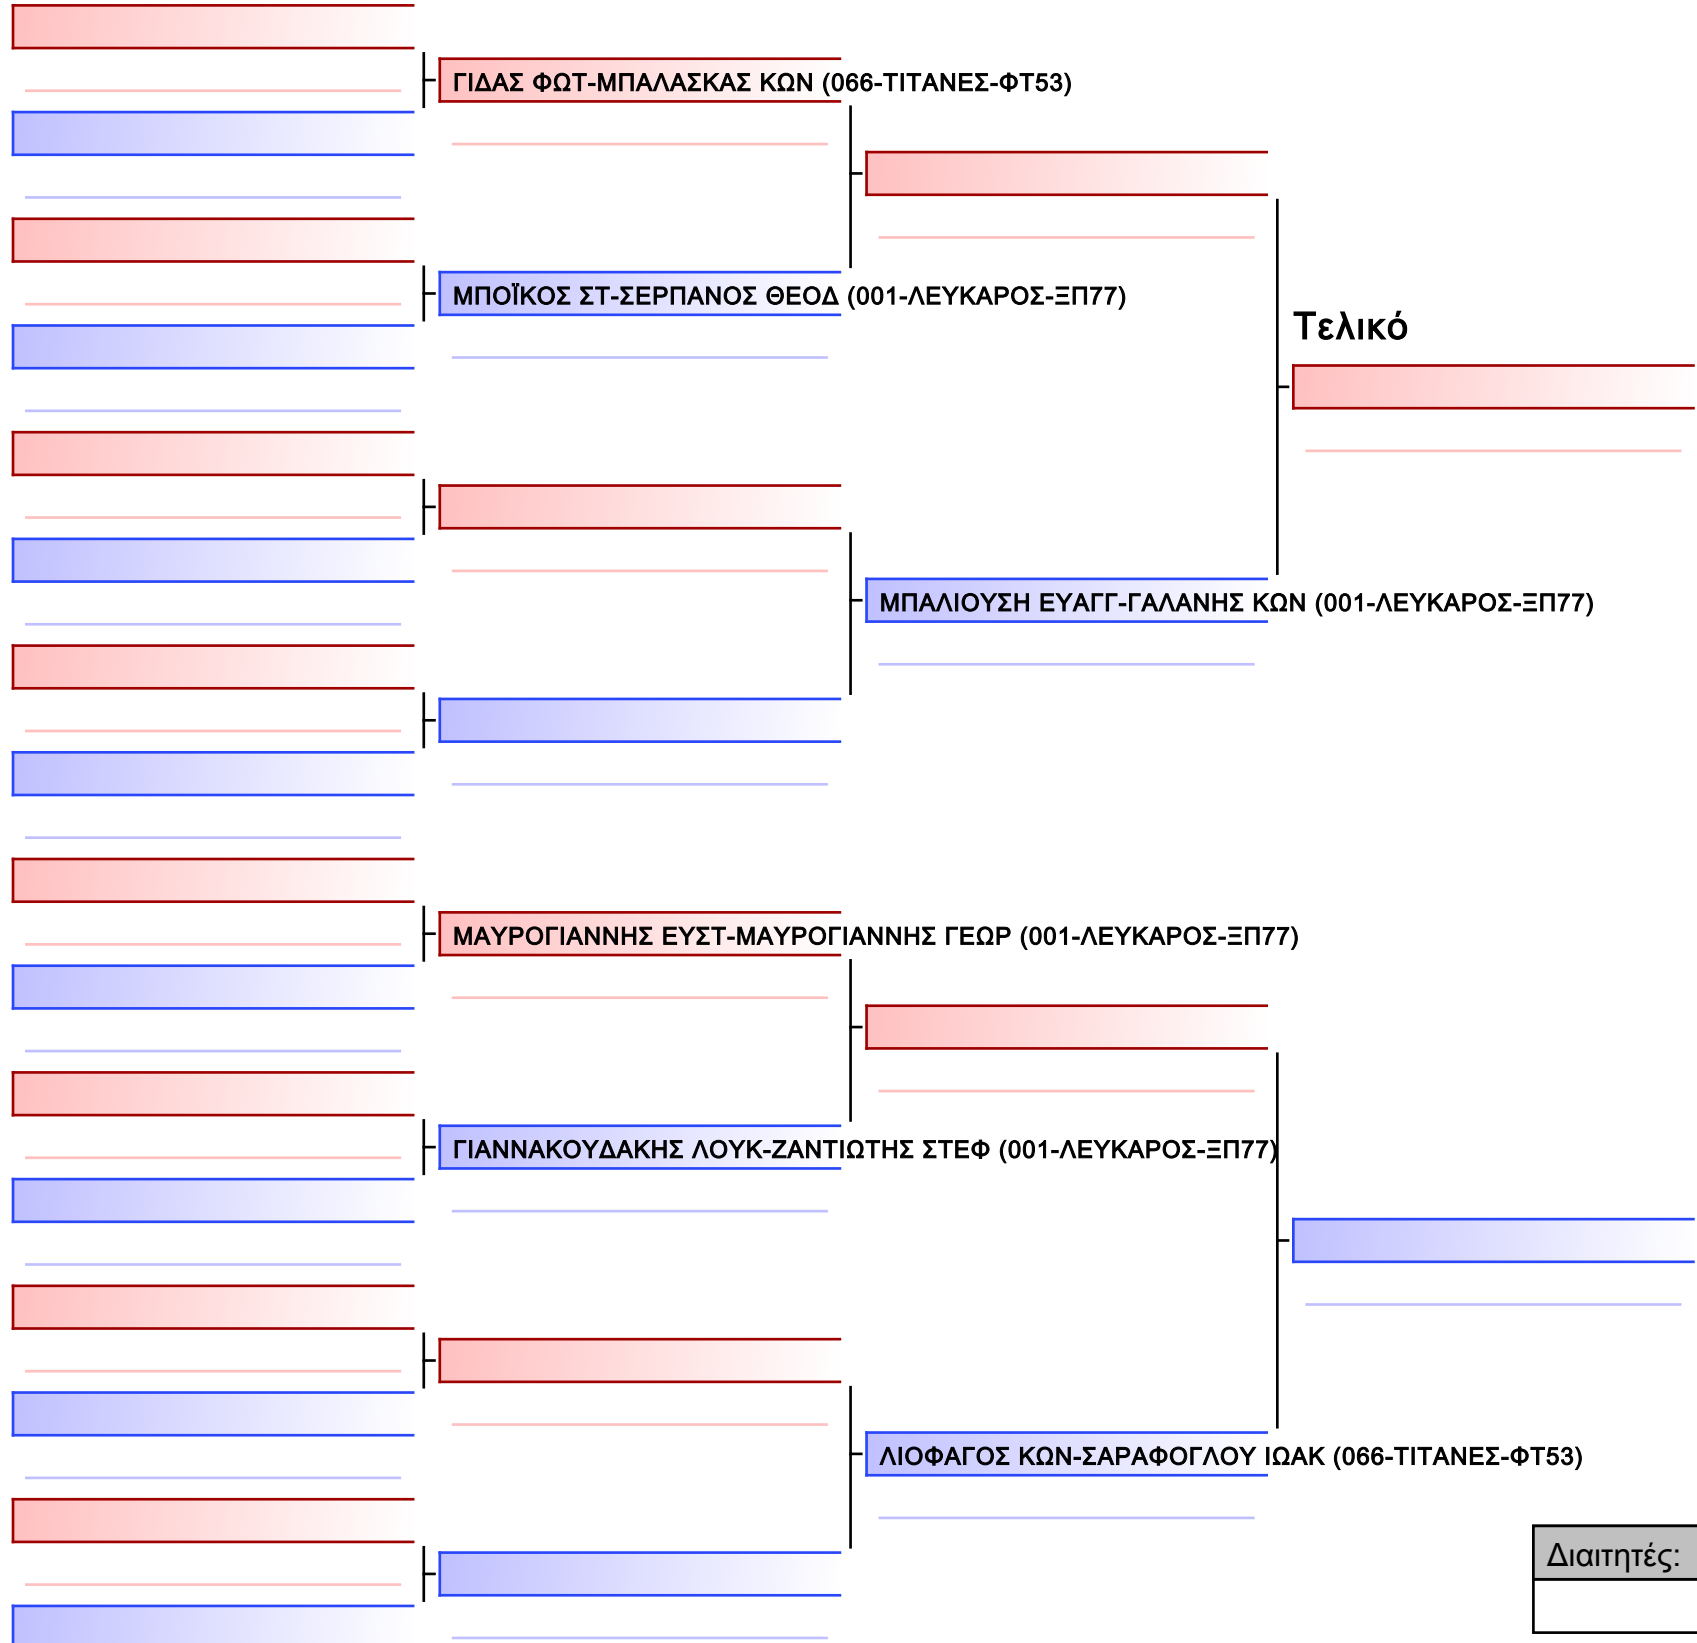 ΓΙΔΑΣ ΦΩΤ-ΜΠΑΛΑΣΚΑΣ ΚΩΝ (066-ΤΙΤΑΝΕΣ-ΦΤ53)
ΜΠΟΪΚΟΣ ΣΤ-ΣΕΡΠΑΝΟΣ ΘΕΟΔ (001-ΛΕΥΚΑΡΟΣ-ΞΠ77)
Τελικό
ΜΠΑΛΙΟΥΣΗ ΕΥΑΓΓ-ΓΑΛΑΝΗΣ ΚΩΝ (001-ΛΕΥΚΑΡΟΣ-ΞΠ77)
ΜΑΥΡΟΓΙΑΝΝΗΣ ΕΥΣΤ-ΜΑΥΡΟΓΙΑΝΝΗΣ ΓΕΩΡ (001-ΛΕΥΚΑΡΟΣ-ΞΠ77)
ΓΙΑΝΝΑΚΟΥΔΑΚΗΣ ΛΟΥΚ-ΖΑΝΤΙΩΤΗΣ ΣΤΕΦ (001-ΛΕΥΚΑΡΟΣ-ΞΠ77)
ΛΙΟΦΑΓΟΣ ΚΩΝ-ΣΑΡΑΦΟΓΛΟΥ ΙΩΑΚ (066-ΤΙΤΑΝΕΣ-ΦΤ53)
Διαιτητές: